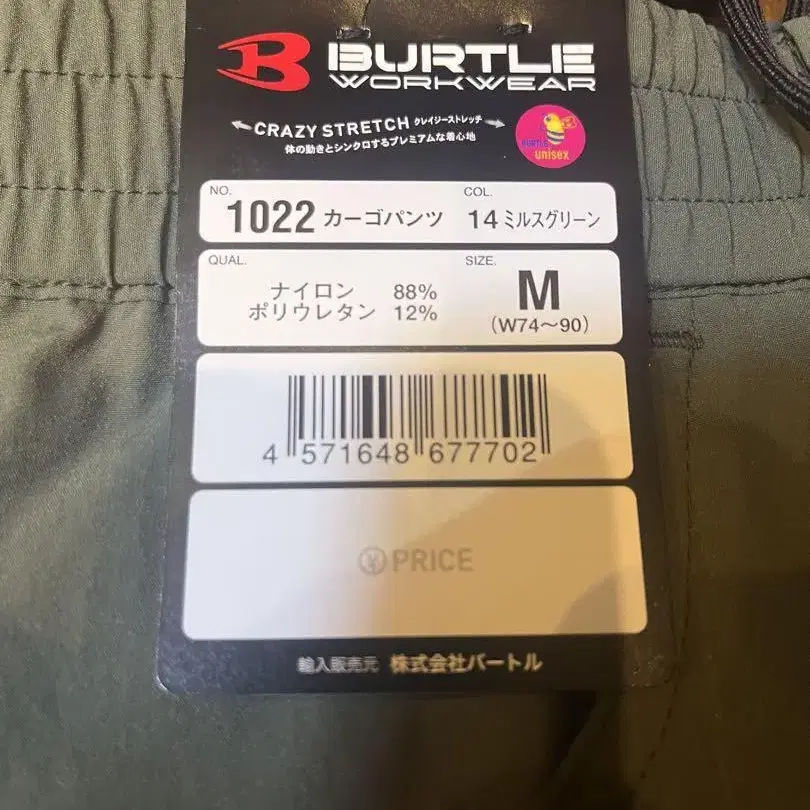 BURTLE
WORKWEAR
CRAZY STRETCH クレイジーストレッチ
体の動きとシンクロするプレミアムな着心地
BURTLE
unisex
NO.
1022 カーゴパンツ
COL.
14 ミルスグリーン
QUAL.
ナイロン 88%
ポリウレタン 12%
SIZE.
M
(W74〜90)
4 571648 677702
¥ PRICE
輸入販売元 株式会社バートル